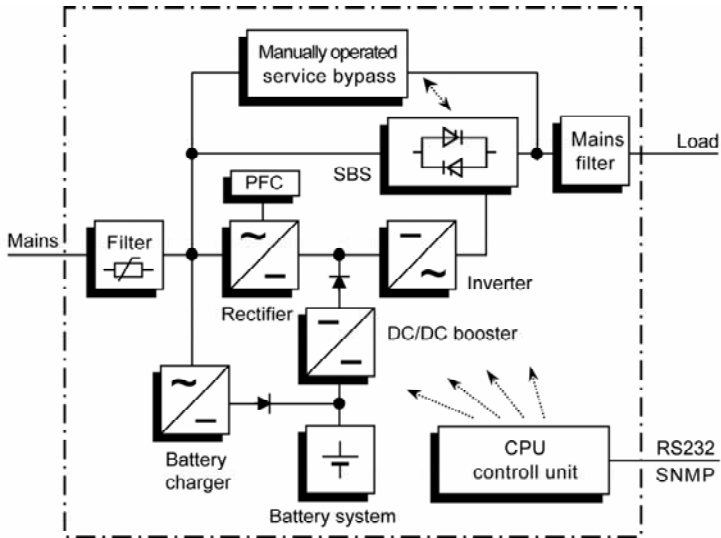 Manually operated
service bypass
SBS
Mains
filter
Load
PFC
Mains
Filter
Rectifier
Inverter
DC/DC booster
Battery
charger
CPU
controll unit
RS232
SNMP
Battery system